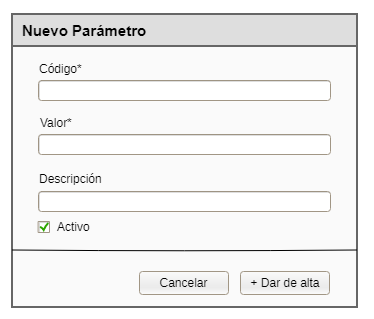 Nuevo Parámetro
Código*
Valor*
Descripción
Activo
Cancelar
+ Dar de alta